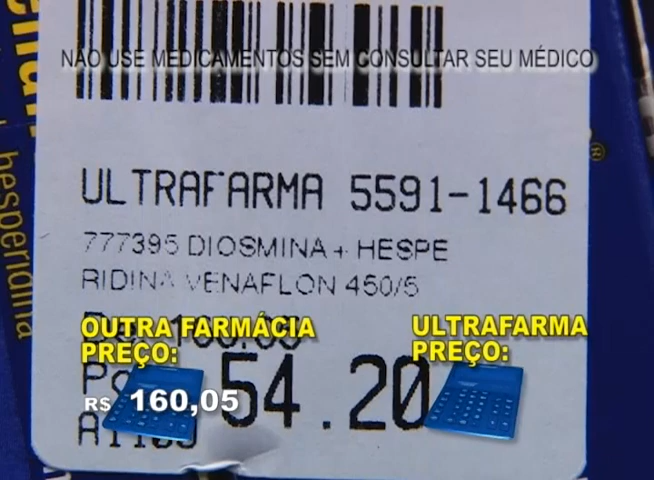 NÃO USE MEDICAMENTOS SEM CONSULTAR SEU MÉDICO
ULTRAFARMA 5591-1466
777395 DIOSMINA + HESPE
RIDINA VENAFLON 450/5
OUTRA FARMÁCIA
PREÇO:
R$ 160,05
54.20
ULTRAFARMA
PREÇO:
hesperidina